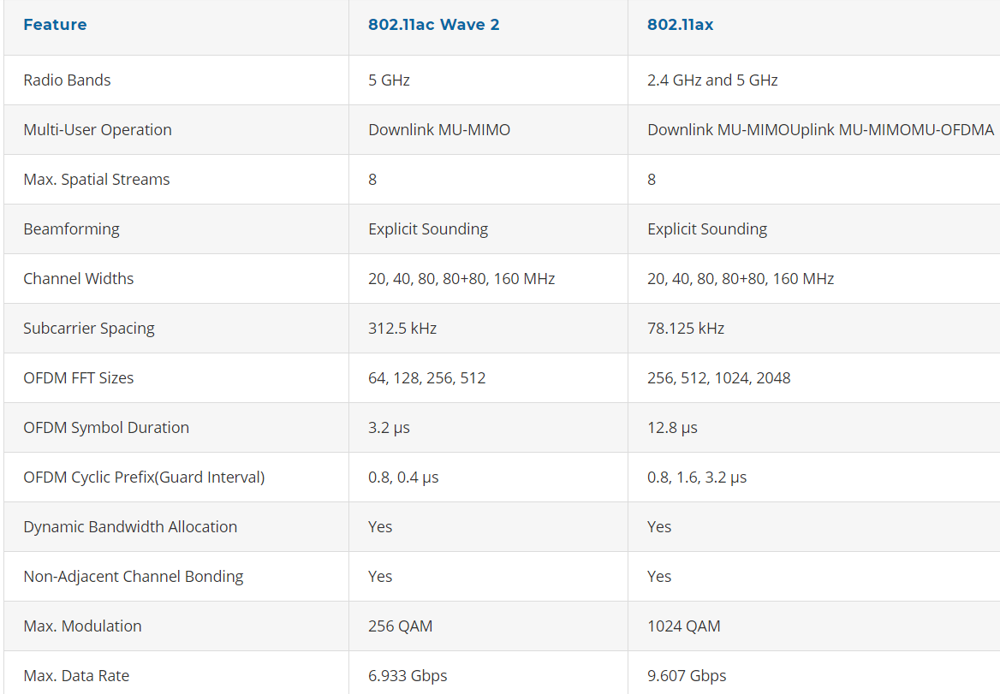 Feature 802.11ac Wave 2 802.11ax
Radio Bands 5 GHz 2.4 GHz and 5 GHz
Multi-User Operation Downlink MU-MIMO Downlink MU-MIMOUplink MU-MIMOMU-OFDMA
Max. Spatial Streams 8 8
Beamforming Explicit Sounding Explicit Sounding
Channel Widths 20, 40, 80, 80+80, 160 MHz 20, 40, 80, 80+80, 160 MHz
Subcarrier Spacing 312.5 kHz 78.125 kHz
OFDM FFT Sizes 64, 128, 256, 512 256, 512, 1024, 2048
OFDM Symbol Duration 3.2 µs 12.8 µs
OFDM Cyclic Prefix(Guard Interval) 0.8, 0.4 µs 0.8, 1.6, 3.2 µs
Dynamic Bandwidth Allocation Yes Yes
Non-Adjacent Channel Bonding Yes Yes
Max. Modulation 256 QAM 1024 QAM
Max. Data Rate 6.933 Gbps 9.607 Gbps